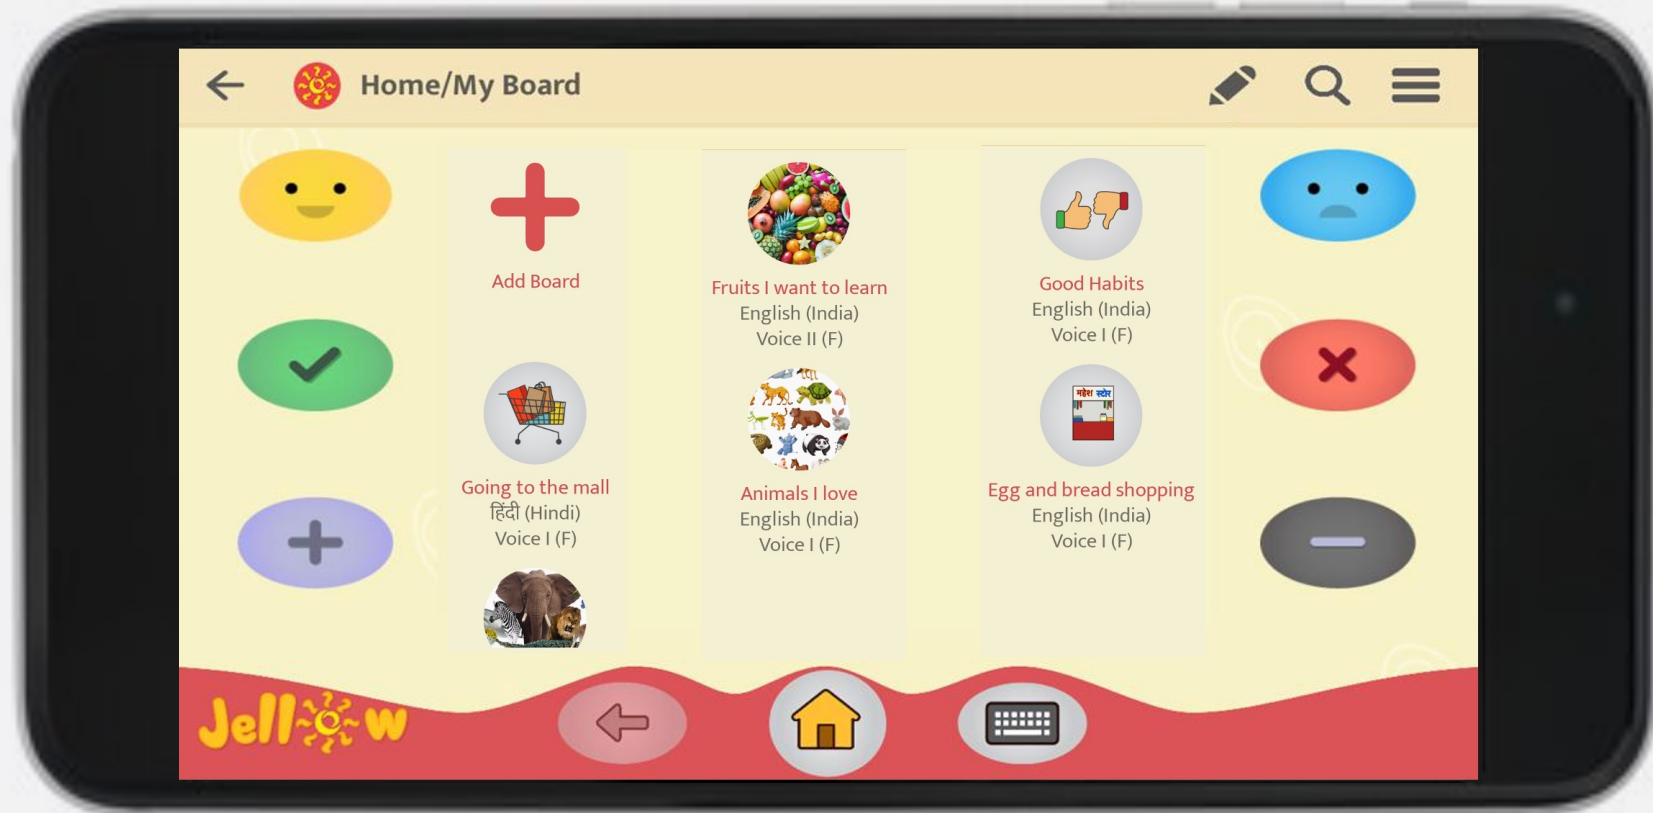 Home/My Board
Add Board
Fruits I want to learn
English (India)
Voice II (F)
Good Habits
English (India)
Voice I (F)
Going to the mall
हिंदी (Hindi)
Voice I (F)
Animals I love
English (India)
Voice I (F)
महेश स्टोर
Egg and bread shopping
English (India)
Voice I (F)
Jellow